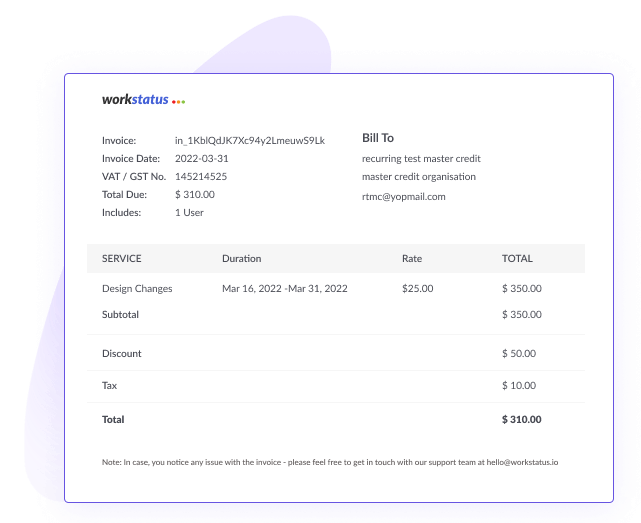 workstatus
Invoice: in_1KblQdJK7Xc94y2LmeuwS9Lk
Invoice Date: 2022-03-31
VAT / GST No. 145214525
Total Due: $ 310.00
Includes: 1 User
Bill To
recurring test master credit
master credit organisation
rtmc@yopmail.com
SERVICE Duration Rate TOTAL
Design Changes Mar 16, 2022 -Mar 31, 2022 $25.00 $ 350.00
Subtotal $ 350.00
Discount $ 50.00
Tax $ 10.00
Total $ 310.00
Note: In case, you notice any issue with the invoice - please feel free to get in touch with our support team at hello@workstatus.io